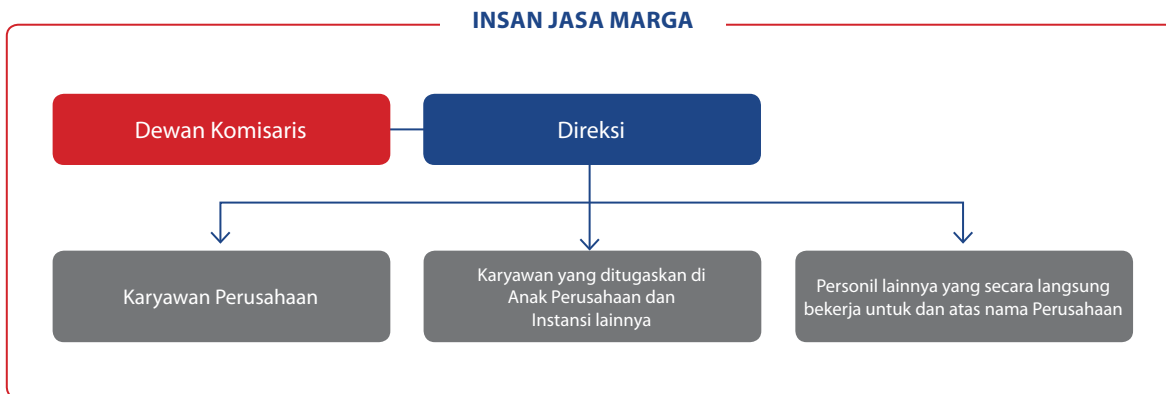 INSAN JASA MARGA
Dewan Komisaris
Direksi
Karyawan Perusahaan
Karyawan yang ditugaskan di
Anak Perusahaan dan
Instansi lainnya
Personil lainnya yang secara langsung
bekerja untuk dan atas nama Perusahaan